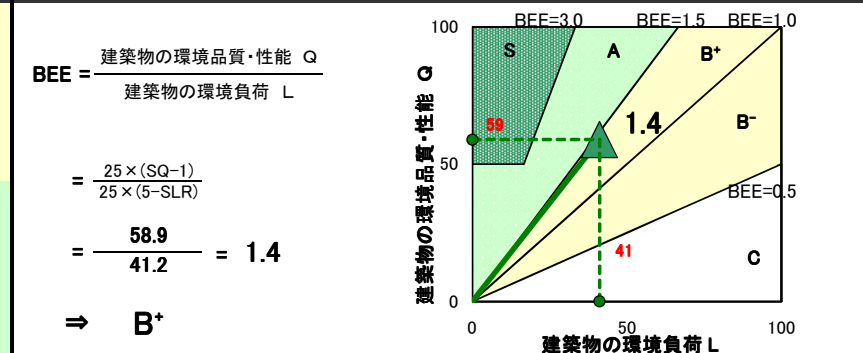 建築物の環境品質・性能 Q
BEE =
建築物の環境負荷 L
= 25×(SQ-1)
25×(5-SLR)
= 58.9
41.2
= 1.4
⇒ B⁺
BEE=3.0 BEE=1.5 BEE=1.0
100
S A B⁺
建築物の環境品質・性能 Q
59
1.4
B⁻
50
BEE=0.5
41
C
0
0 50 100
建築物の環境負荷 L